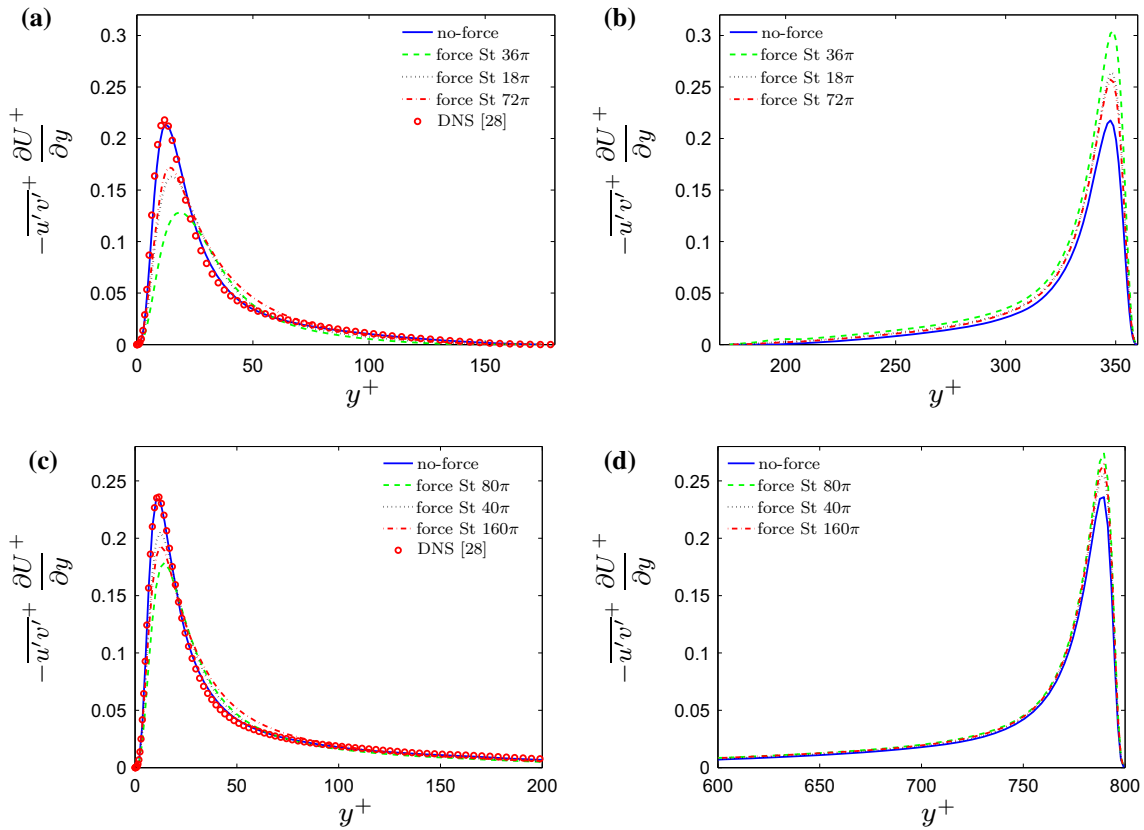 (a)
no-force
force St 36π
force St 18π
force St 72π
DNS [28]
0.3
0.25
0.2
0.15
0.1
0.05
0
−u′v′⁺ ∂U⁺/∂y
0 50 100 150
y⁺
(b)
no-force
force St 36π
force St 18π
force St 72π
0.3
0.25
0.2
0.15
0.1
0.05
0
−u′v′⁺ ∂U⁺/∂y
200 250 300 350
y⁺
(c)
no-force
force St 80π
force St 40π
force St 160π
DNS [28]
0.25
0.2
0.15
0.1
0.05
0
−u′v′⁺ ∂U⁺/∂y
0 50 100 150 200
y⁺
(d)
no-force
force St 80π
force St 40π
force St 160π
0.25
0.2
0.15
0.1
0.05
0
−u′v′⁺ ∂U⁺/∂y
600 650 700 750 800
y⁺